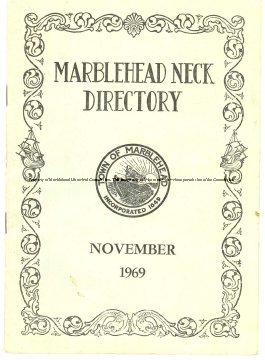 MARBLEHEAD NECK
DIRECTORY
TOWN OF MARBLEHEAD
INCORPORATED 1649
NOVEMBER
1969